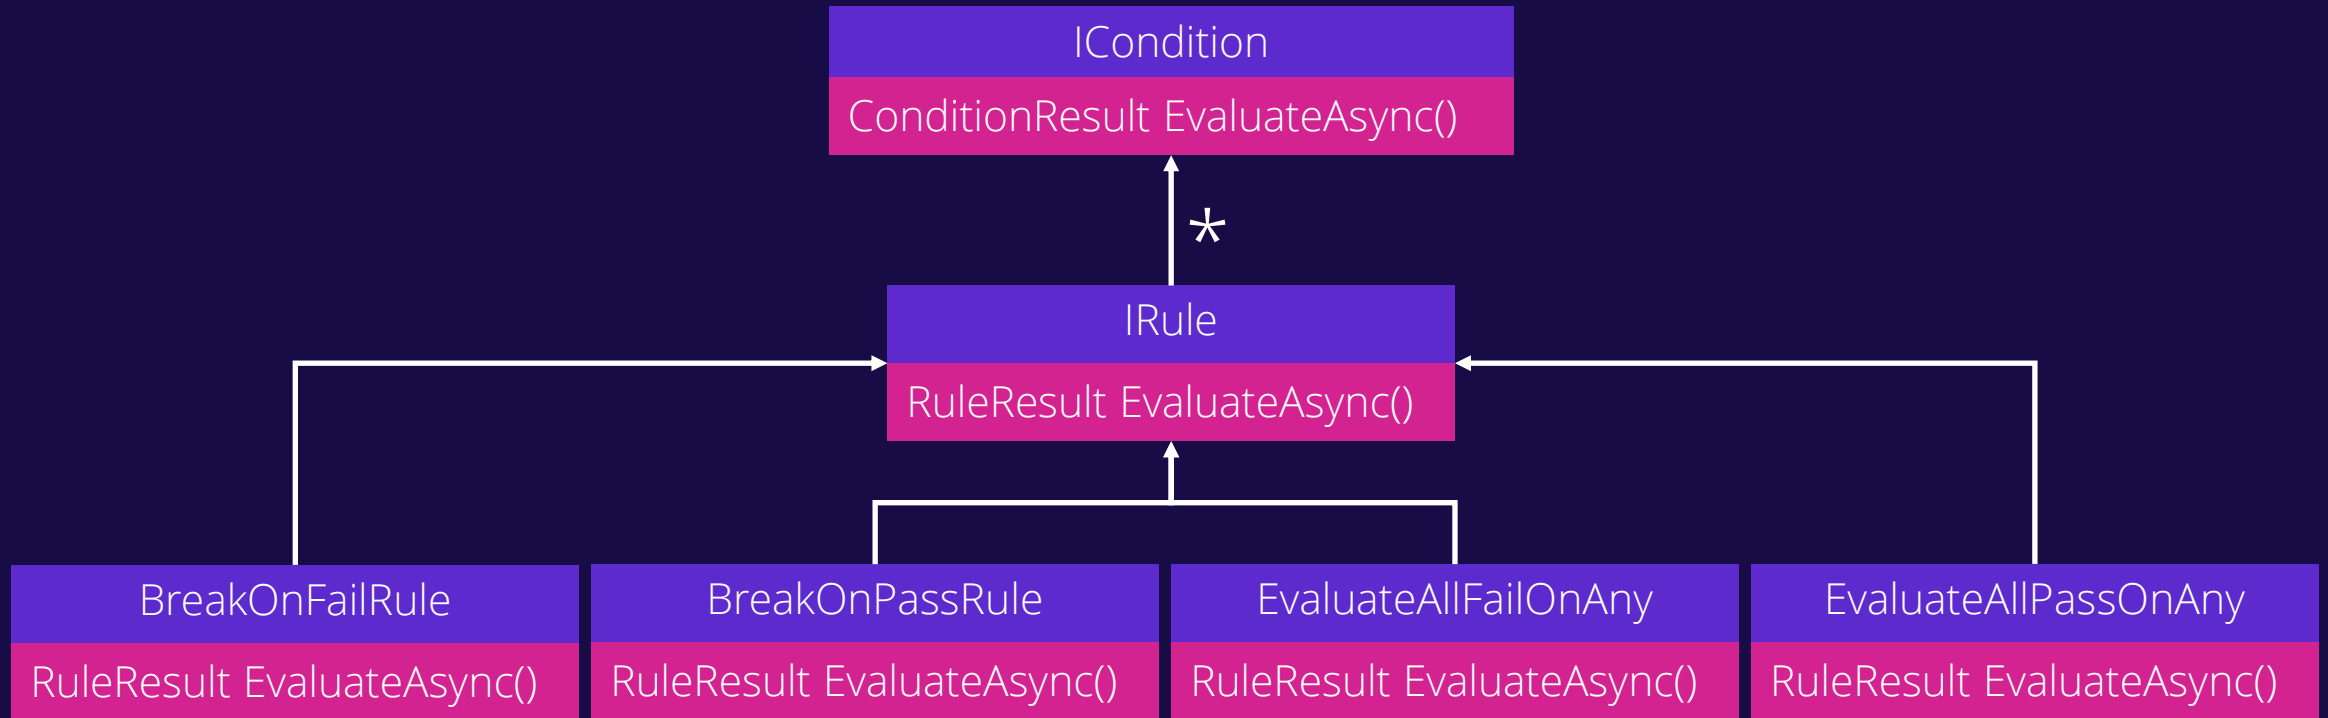 ICondition
ConditionResult EvaluateAsync()
*
IRule
RuleResult EvaluateAsync()
BreakOnFailRule
RuleResult EvaluateAsync()
BreakOnPassRule
RuleResult EvaluateAsync()
EvaluateAllFailOnAny
RuleResult EvaluateAsync()
EvaluateAllPassOnAny
RuleResult EvaluateAsync()